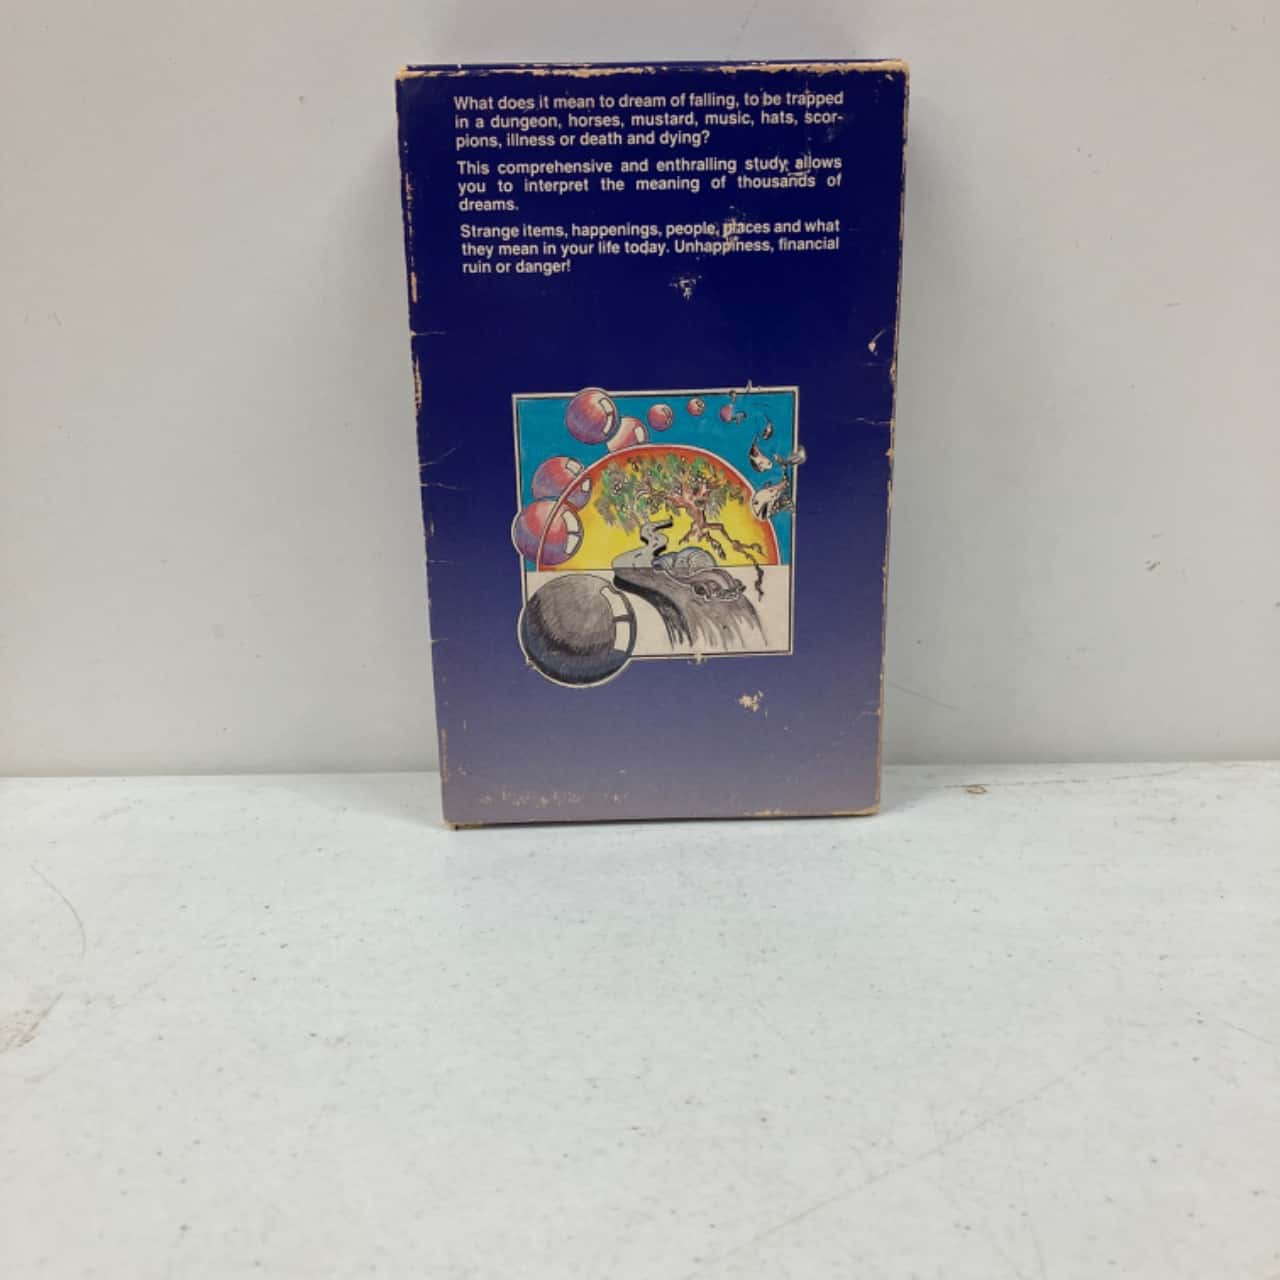 What does it mean to dream of falling, to be trapped
in a dungeon, horses, mustard, music, hats, scor-
pions, illness or death and dying?
This comprehensive and enthralling study allows
you to interpret the meaning of thousands of
dreams.
Strange items, happenings, people, places and what
they mean in your life today. Unhappiness, financial
ruin or danger!